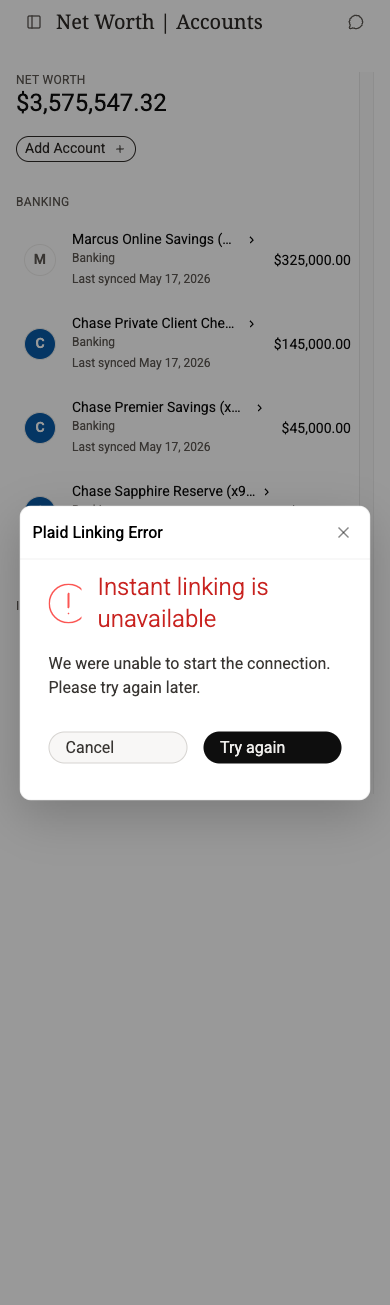 Net Worth | Accounts
NET WORTH
$3,575,547.32
Add Account +
BANKING
Marcus Online Savings (...
M
Banking
$325,000.00
Last synced May 17, 2026
Chase Private Client Che...
C
Banking
$145,000.00
Last synced May 17, 2026
Chase Premier Savings (x...
C
Banking
$45,000.00
Last synced May 17, 2026
Chase Sapphire Reserve (x9...
Plaid Linking Error
Instant linking is
unavailable
We were unable to start the connection.
Please try again later.
Cancel
Try again